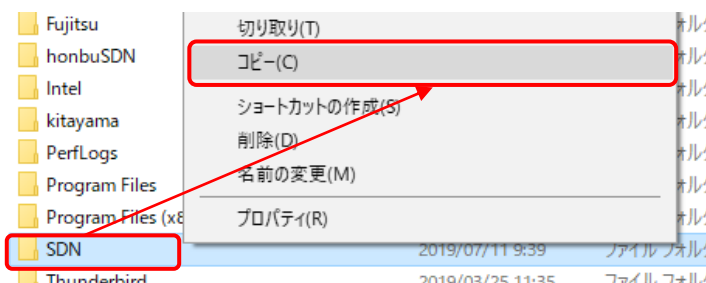 Fujitsu
切り取り(T)
honbuSDN
コピー(C)
Intel
ショートカットの作成(S)
kitayama
削除(D)
PerfLogs
名前の変更(M)
Program Files
Program Files (x8
プロパティ(R)
SDN 2019/07/11 9:39 ファイル フォル
Thunderbird 2019/03/25 11:35 ファイル フォル